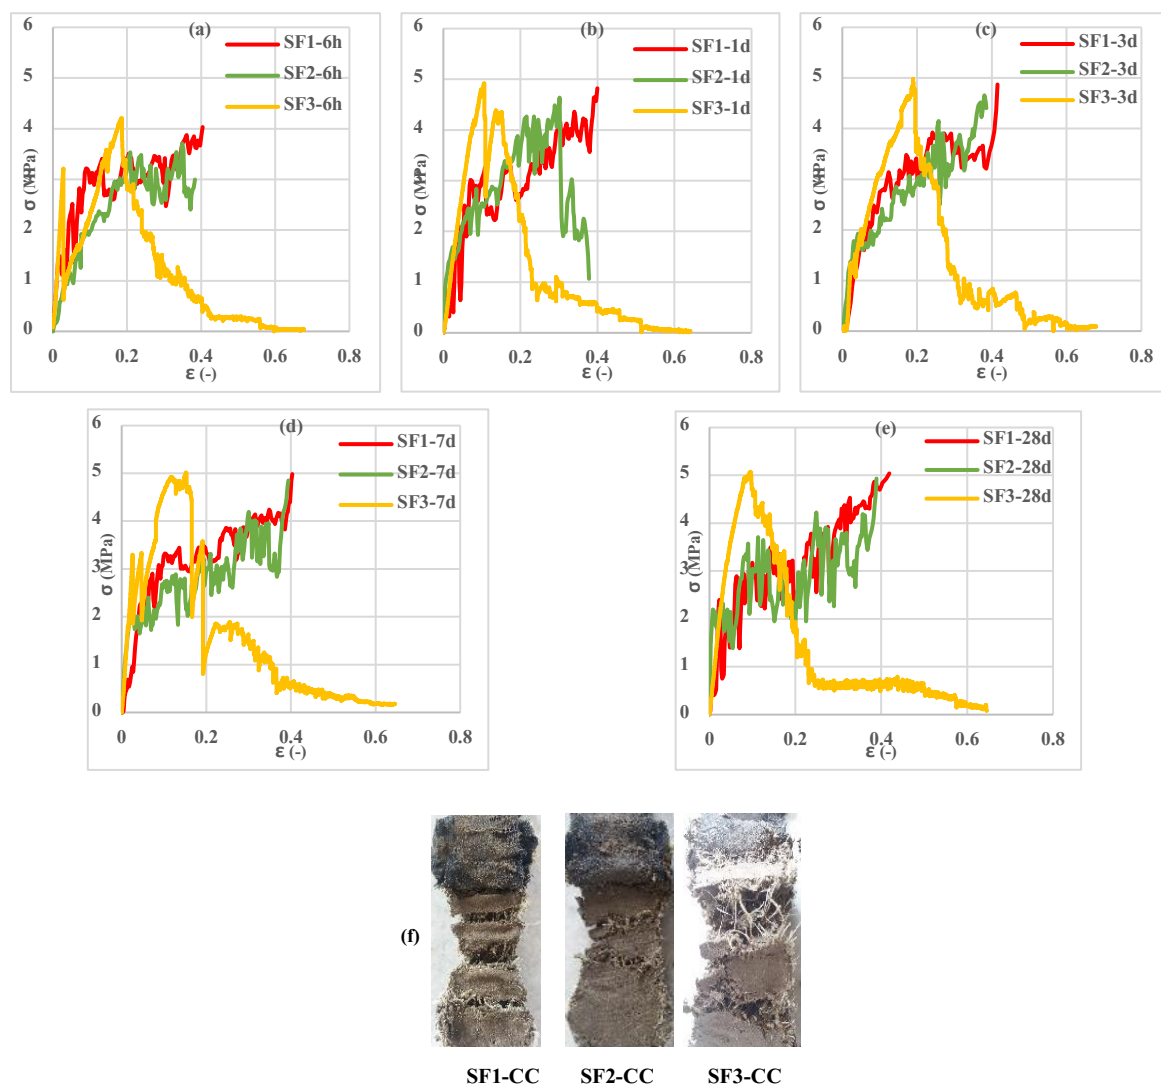 (a)
SF1-6h
SF2-6h
SF3-6h
6
5
4
3
2
1
0
σ (MPa)
0 0.2 0.4 0.6 0.8
ε (-)
(b)
SF1-1d
SF2-1d
SF3-1d
6
5
4
3
2
1
0
σ (MPa)
0 0.2 0.4 0.6 0.8
ε (-)
(c)
SF1-3d
SF2-3d
SF3-3d
6
5
4
3
2
1
0
σ (MPa)
0 0.2 0.4 0.6 0.8
ε (-)
(d)
SF1-7d
SF2-7d
SF3-7d
6
5
4
3
2
1
0
σ (MPa)
0 0.2 0.4 0.6 0.8
ε (-)
(e)
SF1-28d
SF2-28d
SF3-28d
6
5
4
3
2
1
0
σ (MPa)
0 0.2 0.4 0.6 0.8
ε (-)
(f)
SF1-CC SF2-CC SF3-CC